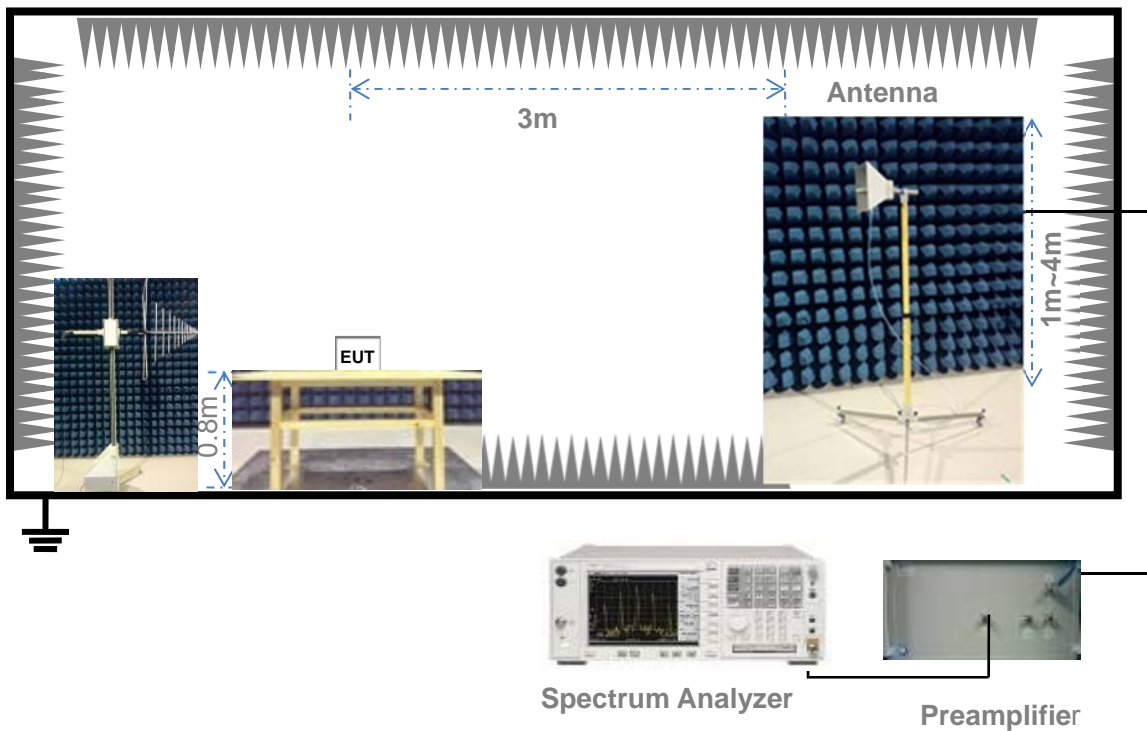 Antenna
3m
1m~4m
EUT
0.8m
Spectrum Analyzer
Preamplifier